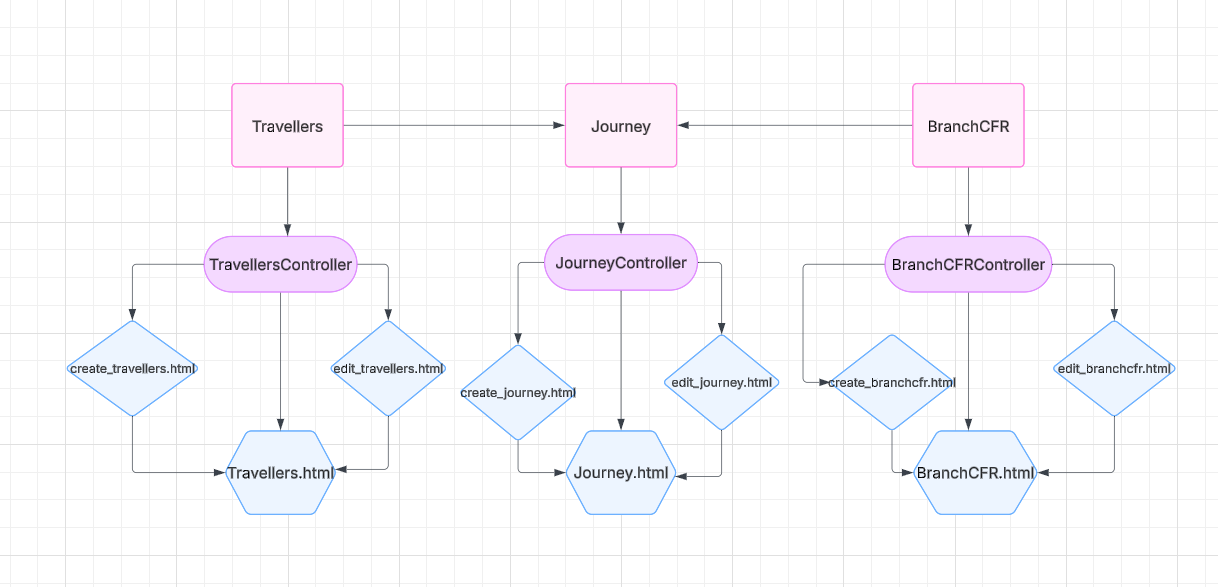 Travellers
Journey
BranchCFR
TravellersController
JourneyController
BranchCFRController
create_travellers.html
edit_travellers.html
create_journey.html
edit_journey.html
create_branchcfr.html
edit_branchcfr.html
Travellers.html
Journey.html
BranchCFR.html